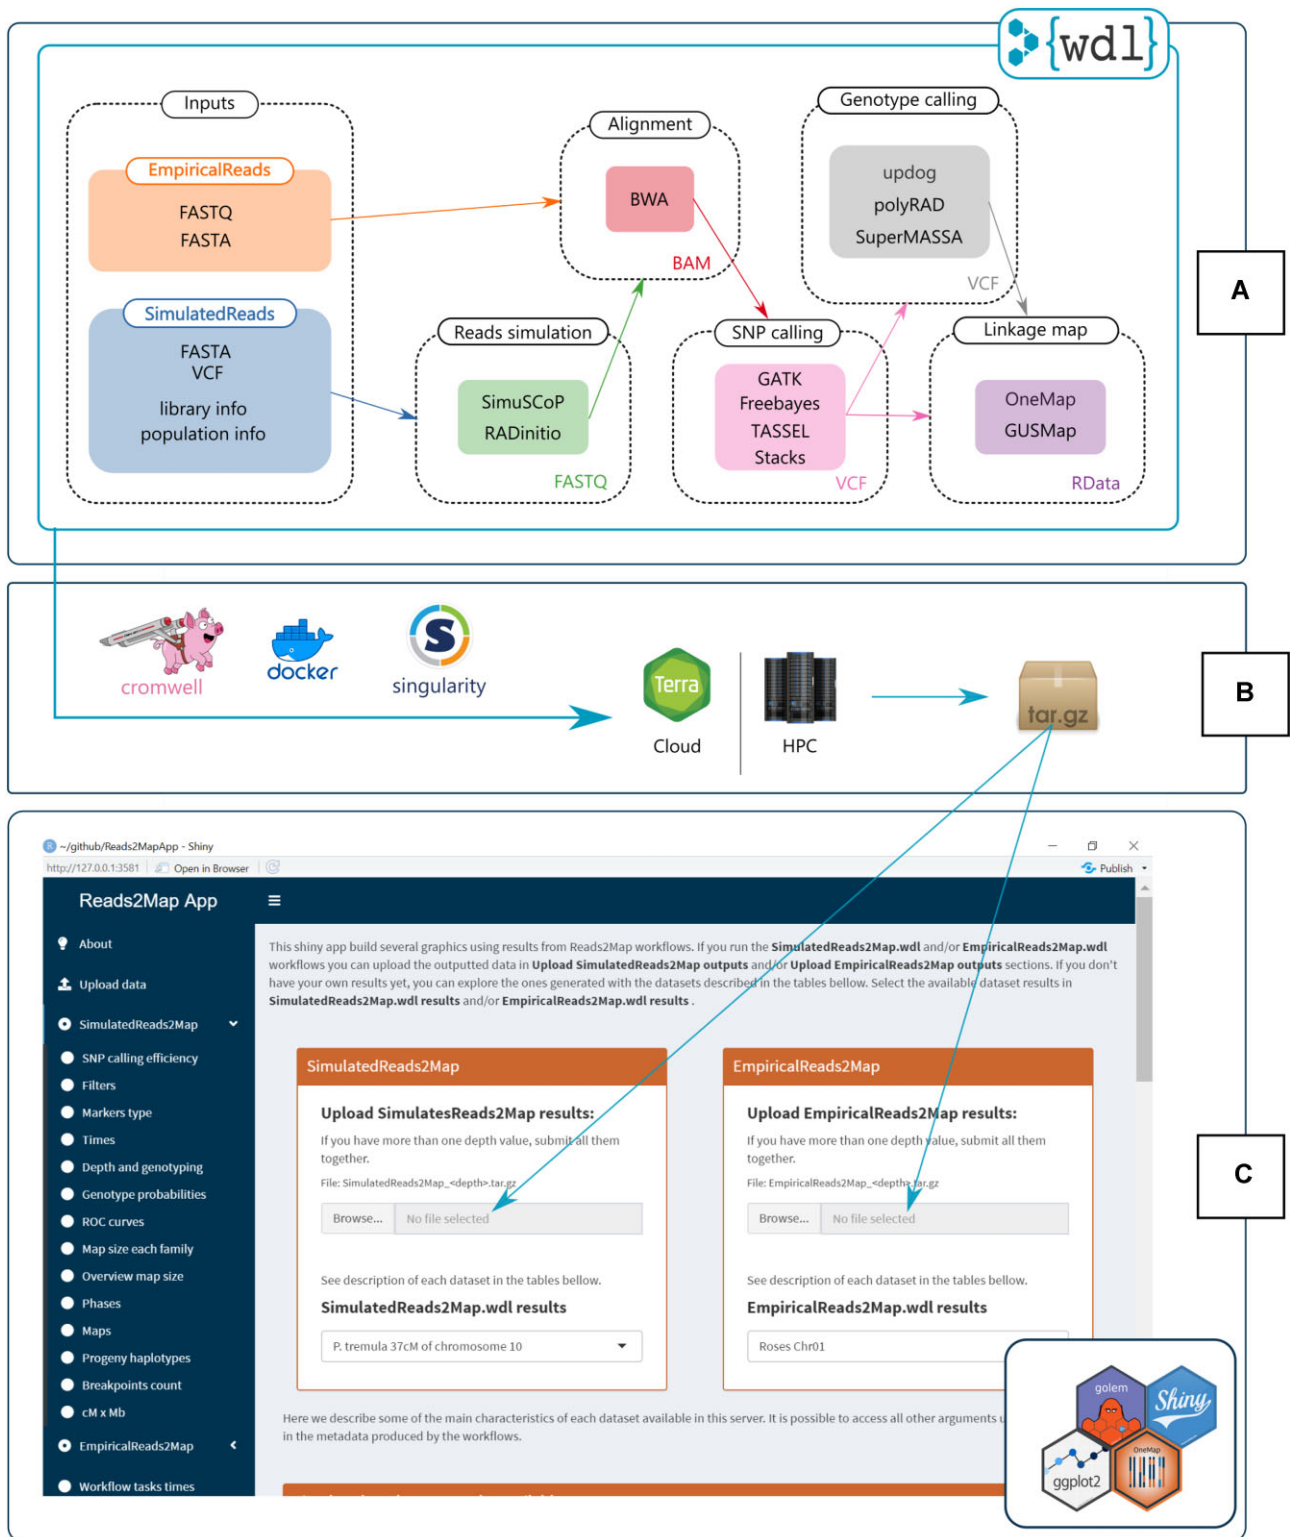 {wdl}
Inputs
EmpiricalReads
FASTQ
FASTA
SimulatedReads
FASTA
VCF
library info
population info
Reads simulation
SimuSCoP
RADinitio
FASTQ
Alignment
BWA
BAM
SNP calling
GATK
Freebayes
TASSEL
Stacks
VCF
Genotype calling
updog
polyRAD
SuperMASSA
VCF
Linkage map
OneMap
GUSMap
RData
A
cromwell
docker
S
singularity
Terra
Cloud
HPC
tar.gz
B
~/github/Reads2MapApp - Shiny
http://127.0.0.1:3581
Open in Browser
Publish
Reads2Map App
About
Upload data
SimulatedReads2Map
SNP calling efficiency
Filters
Markers type
Times
Depth and genotyping
Genotype probabilities
ROC curves
Map size each family
Overview map size
Phases
Maps
Progeny haplotypes
Breakpoints count
cM x Mb
EmpiricalReads2Map
Workflow tasks times
This shiny app build several graphics using results from Reads2Map workflows. If you run the SimulatedReads2Map.wdl and/or EmpiricalReads2Map.wdl
workflows you can upload the outputted data in Upload SimulatedReads2Map outputs and/or Upload EmpiricalReads2Map outputs sections. If you don't
have your own results yet, you can explore the ones generated with the datasets described in the tables bellow. Select the available dataset results in
SimulatedReads2Map.wdl results and/or EmpiricalReads2Map.wdl results .
SimulatedReads2Map
Upload SimulatesReads2Map results:
If you have more than one depth value, submit all them
together.
File: SimulatedReads2Map_<depth>.tar.gz
Browse...
No file selected
See description of each dataset in the tables bellow.
SimulatedReads2Map.wdl results
P. tremula 37cM of chromosome 10
EmpiricalReads2Map
Upload EmpiricalReads2Map results:
If you have more than one depth value, submit all them
together.
File: EmpiricalReads2Map_<depth>.tar.gz
Browse...
No file selected
See description of each dataset in the tables bellow.
EmpiricalReads2Map.wdl results
Roses Chr01
Here we describe some of the main characteristics of each dataset available in this server. It is possible to access all other arguments
in the metadata produced by the workflows.
golem
Shiny
ggplot2
OneMap
C